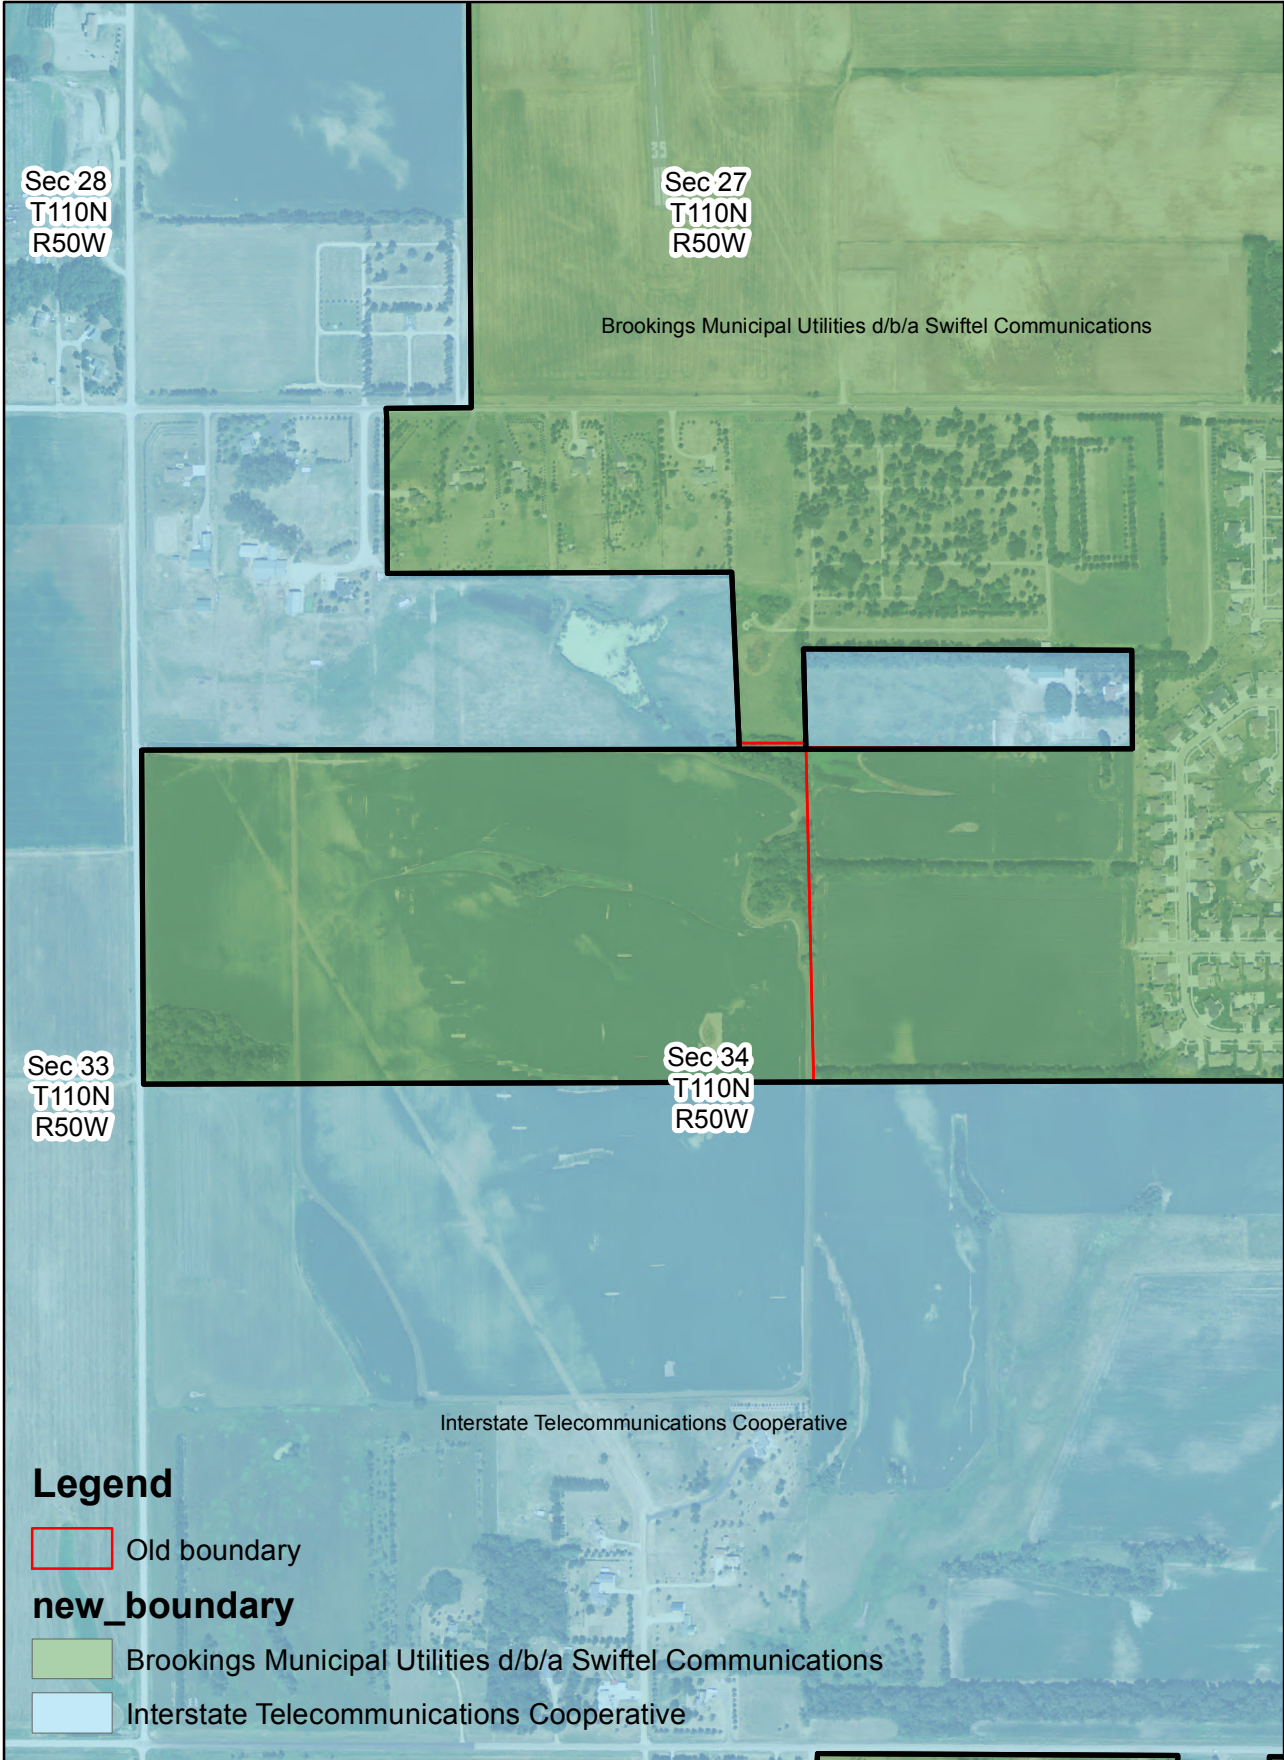 Sec 28
T110N
R50W
35
Sec 27
T110N
R50W
Brookings Municipal Utilities d/b/a Swiftel Communications
Sec 33
T110N
R50W
Sec 34
T110N
R50W
Interstate Telecommunications Cooperative
Legend
Old boundary
new_boundary
Brookings Municipal Utilities d/b/a Swiftel Communications
Interstate Telecommunications Cooperative